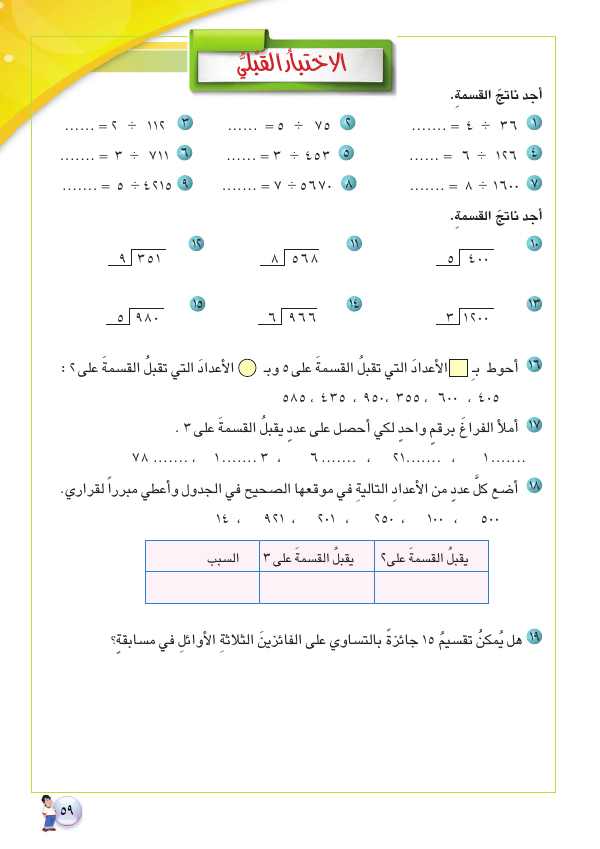 الاختبارُ القَبْليُّ
أجد ناتجَ القسمةِ.
١ ٣٦ ÷ ٤ = .......
٢ ٧٥ ÷ ٥ = ......
٣ ١١٢ ÷ ٢ = ......
٤ ١٢٦ ÷ ٦ = ......
٥ ٤٥٣ ÷ ٣ = ......
٦ ٧١١ ÷ ٣ = ......
٧ ١٦٠٠ ÷ ٨ = .......
٨ ٥٦٧٠ ÷ ٧ = .......
٩ ٤٢١٥ ÷ ٥ = .......
أجد ناتجَ القسمةِ.
١٠ ٥ ٤٠٠
١١ ٨ ٥٦٨
١٢ ٩ ٣٥١
١٣ ٣ ١٢٠٠
١٤ ٦ ٩٦٦
١٥ ٥ ٩٨٠
١٦ أحوط بـِ الأعدادَ التي تقبلُ القسمةَ على ٥ وبـ الأعدادَ التي تقبلُ القسمةَ على ٢ :
٤٠٥ ، ٦٠٠ ، ٣٥٥ ،٩٥٠ ، ٤٣٥ ، ٥٨٥
١٧ أملأ الفراغَ برقمٍ واحدٍ لكي أحصل على عددٍ يقبلُ القسمةَ على ٣ .
.......١ ، .......٢١ ، ....... ٦ ، ٣ .......١ ، ....... ٧٨
١٨ أضع كلَّ عددٍ من الأعدادِ التاليةِ في موقعها الصحيح في الجدول وأعطي مبرراً لقراري.
٥٠٠ ، ١٠٠ ، ٢٥٠ ، ٢٠١ ، ٩٢١ ، ١٤
يقبلُ القسمةَ على ٢ يقبلُ القسمةَ على ٣ السبب
١٩ هل يُمكنُ تقسيمُ ١٥ جائزةً بالتساوي على الفائزينَ الثلاثةِ الأوائلِ في مسابقةٍ؟
٥٩